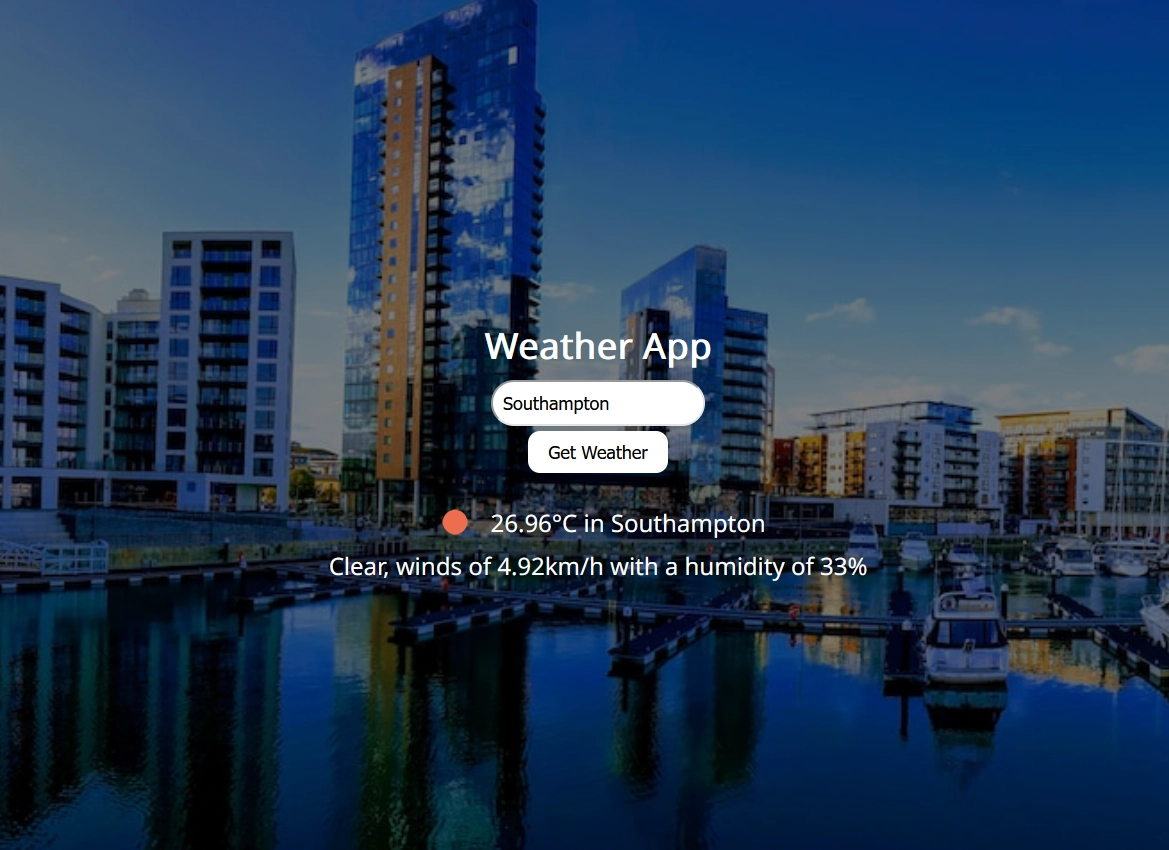 Weather App
Southampton
Get Weather
26.96°C in Southampton
Clear, winds of 4.92km/h with a humidity of 33%